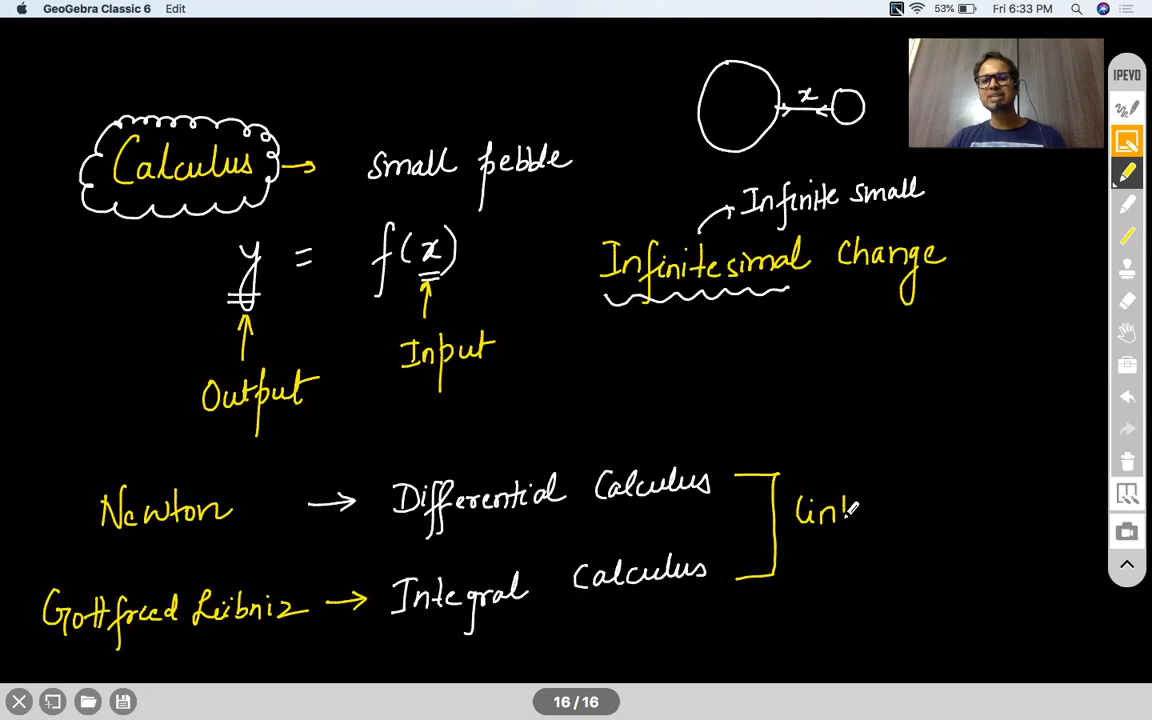 GeoGebra Classic 6 Edit 53% Fri 6:33 PM
IPEVO
x
Calculus → small pebble
Infinite small
y = f(x)
Infinitesimal change
Input
Output
Newton → Differential Calculus
Gottfreed Leibniz → Integral Calculus
16/16